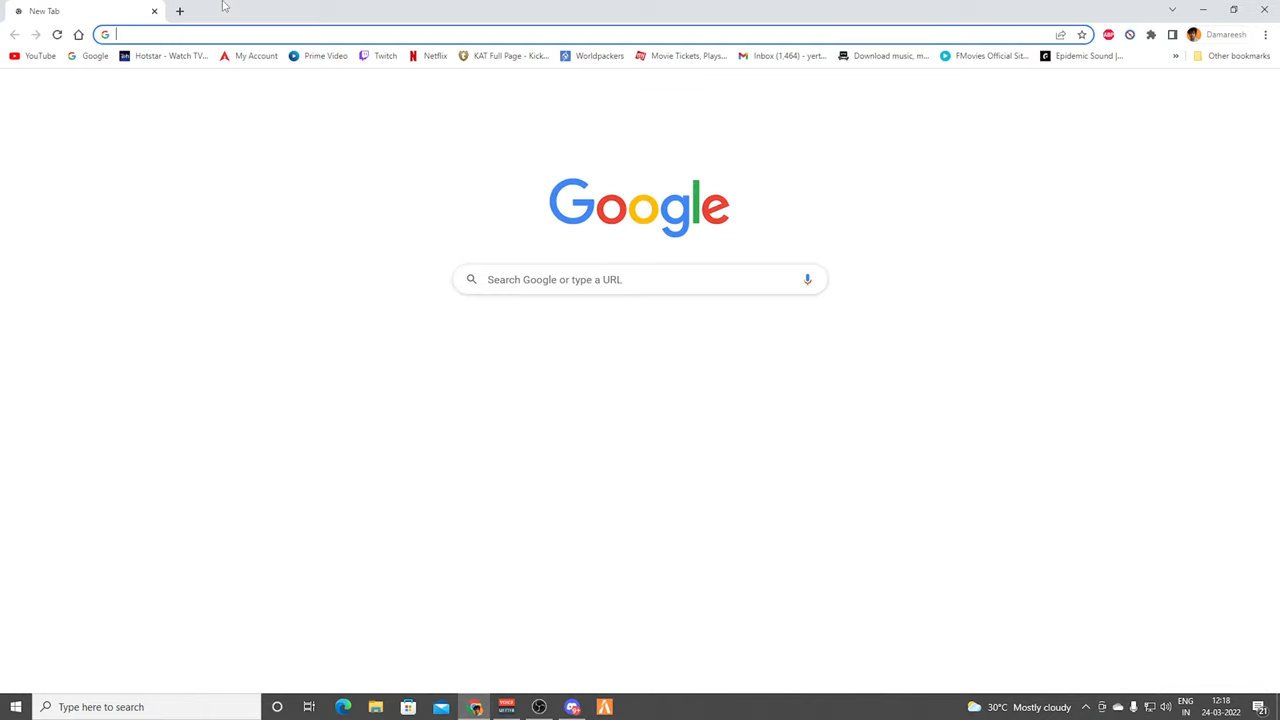 New Tab
Damareesh
YouTube Google Hotstar - Watch TV... My Account Prime Video Twitch Netflix KAT Full Page - Kick... Worldpackers Movie Tickets, Plays... Inbox (1,464) - yert... Download music, m... FMovies Official Sit... Epidemic Sound |... » Other bookmarks
Google
Search Google or type a URL
Type here to search
VOICE
MEETER
30°C Mostly cloudy
ENG
IN
12:18
24-03-2022